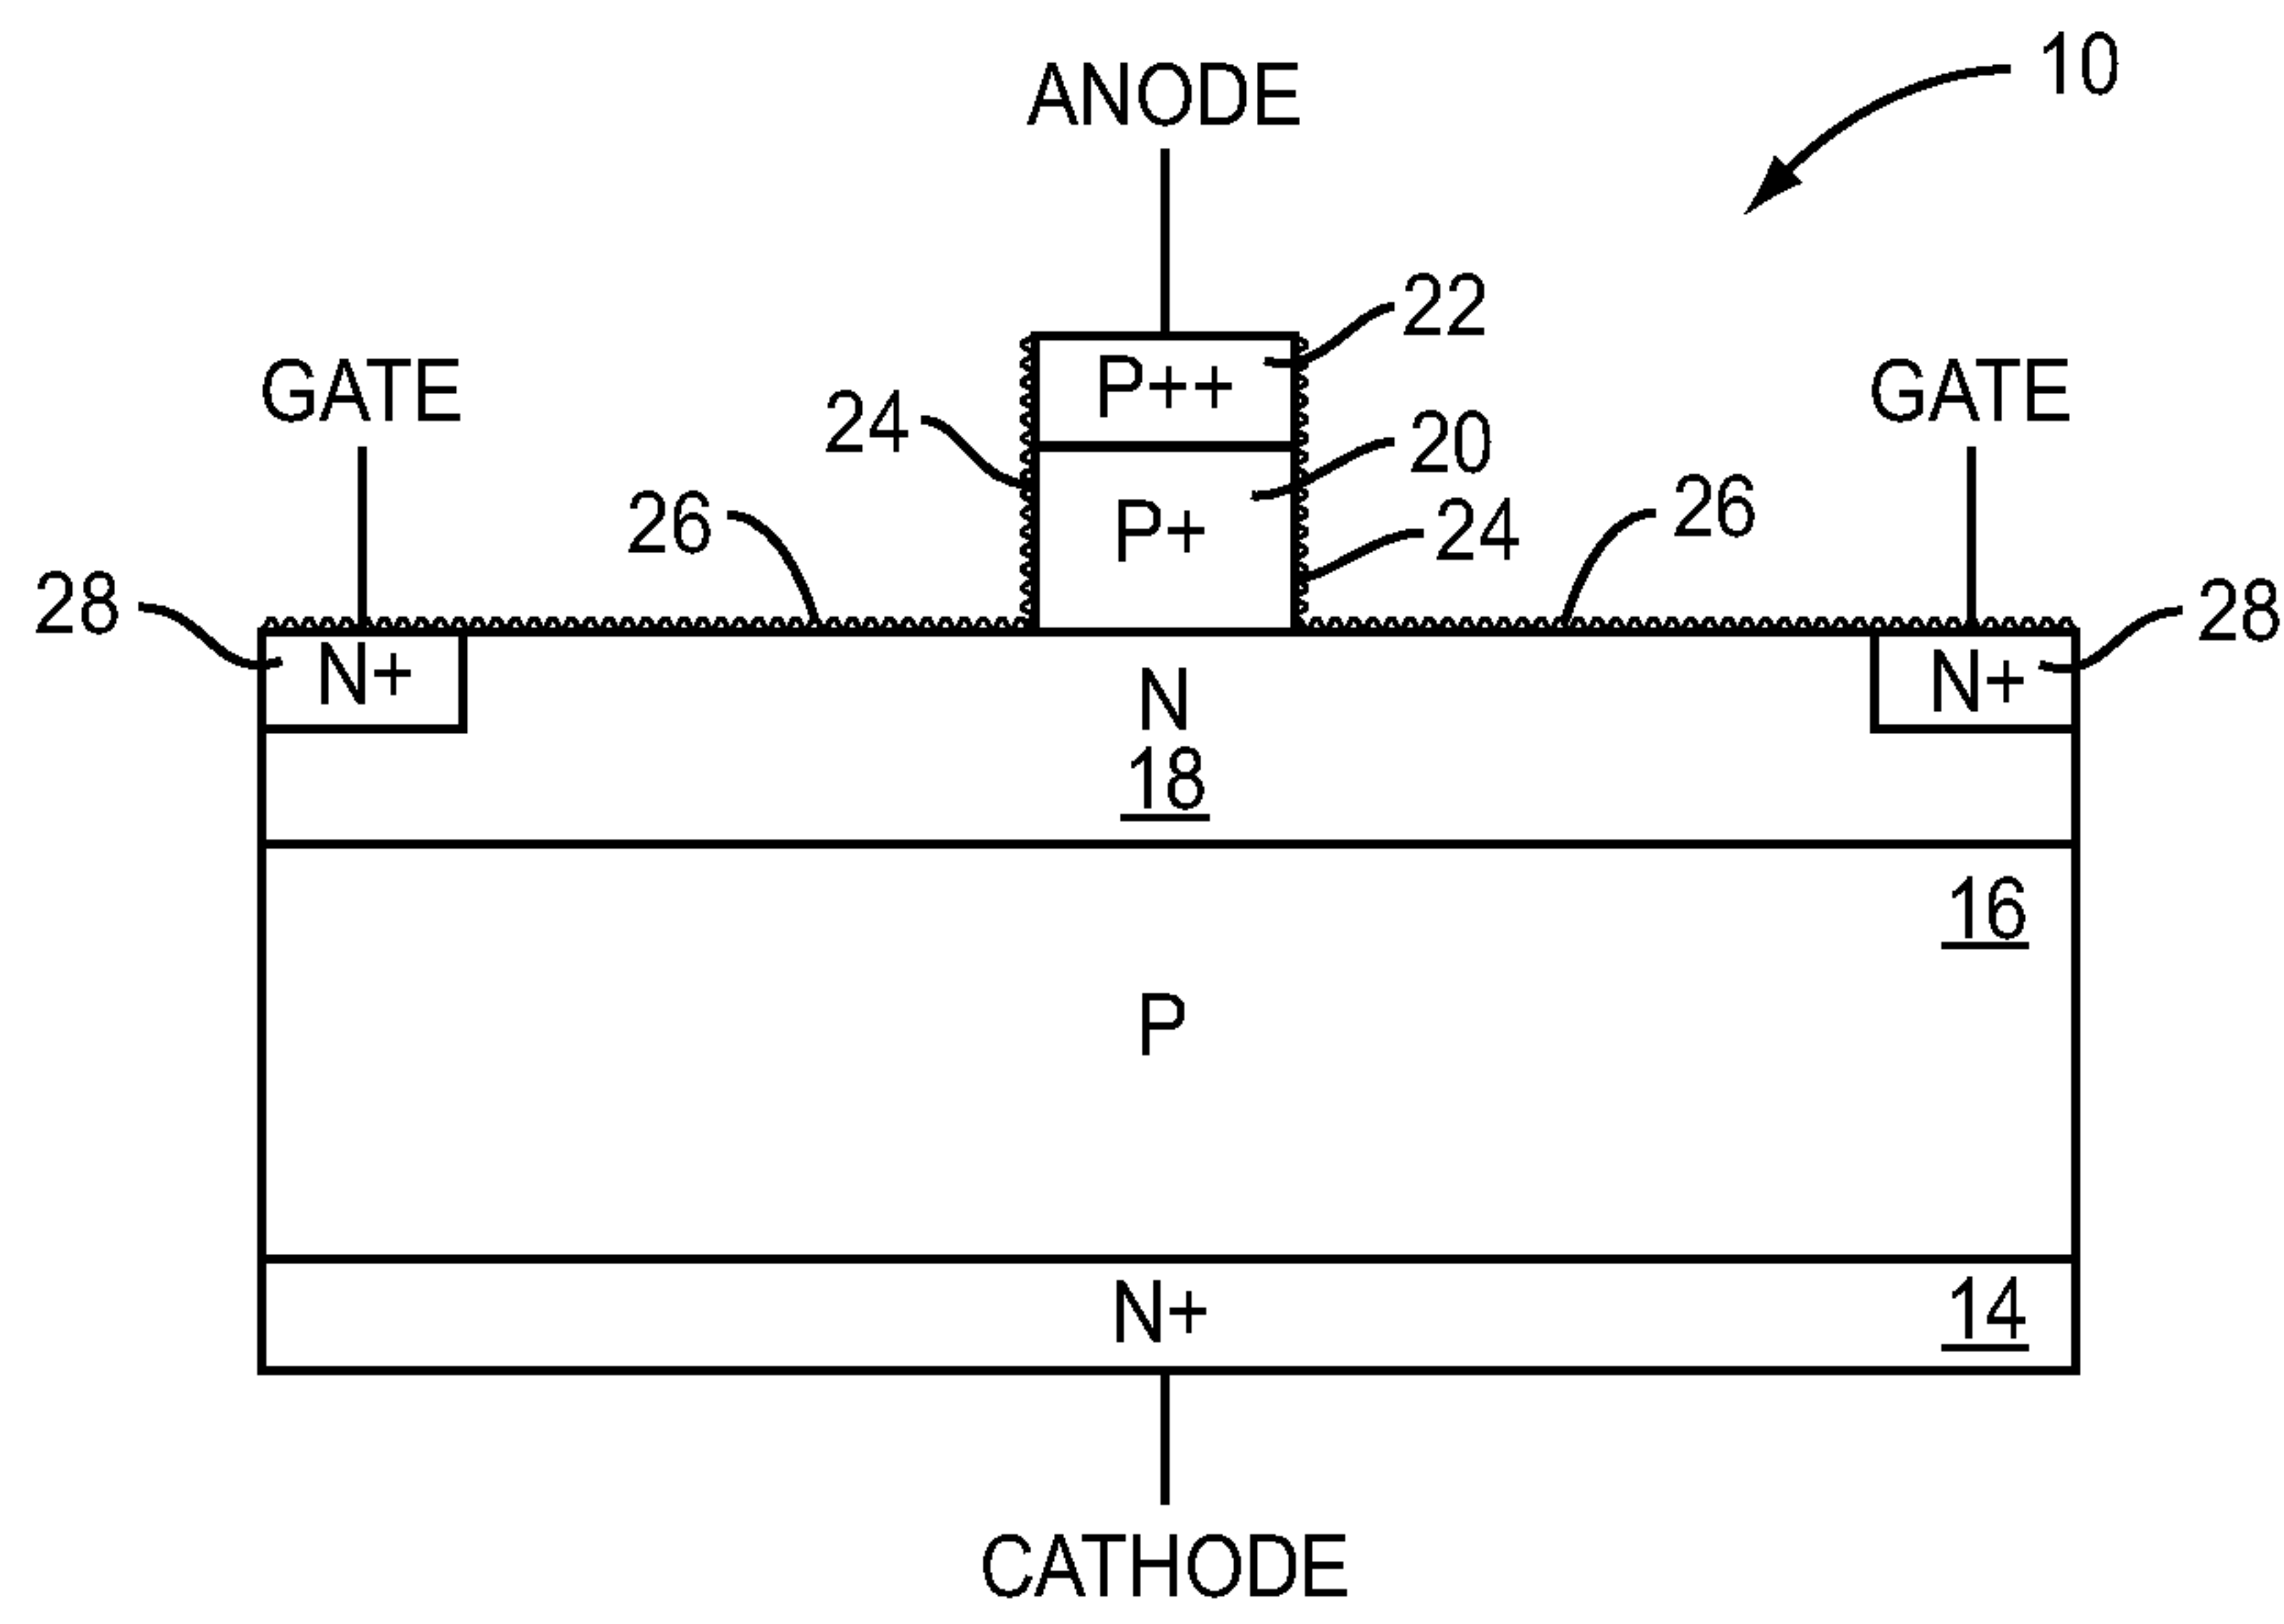 10
ANODE
22
GATE
P++
GATE
24
20
26
P+
24
26
28
28
N+
N
N+
18
16
P
N+
14
CATHODE